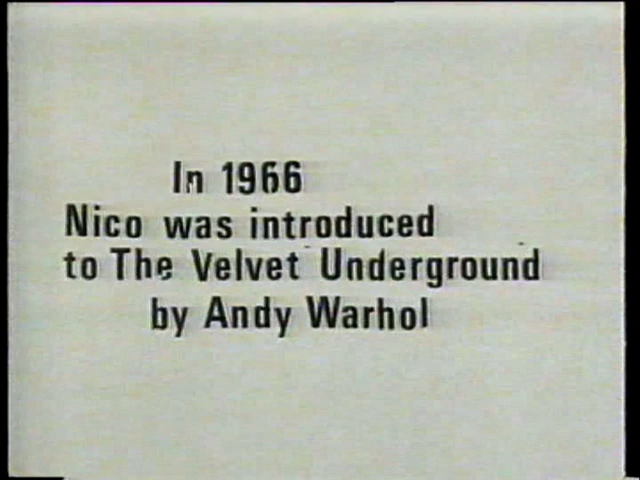 In 1966
Nico was introduced
to The Velvet Underground
by Andy Warhol